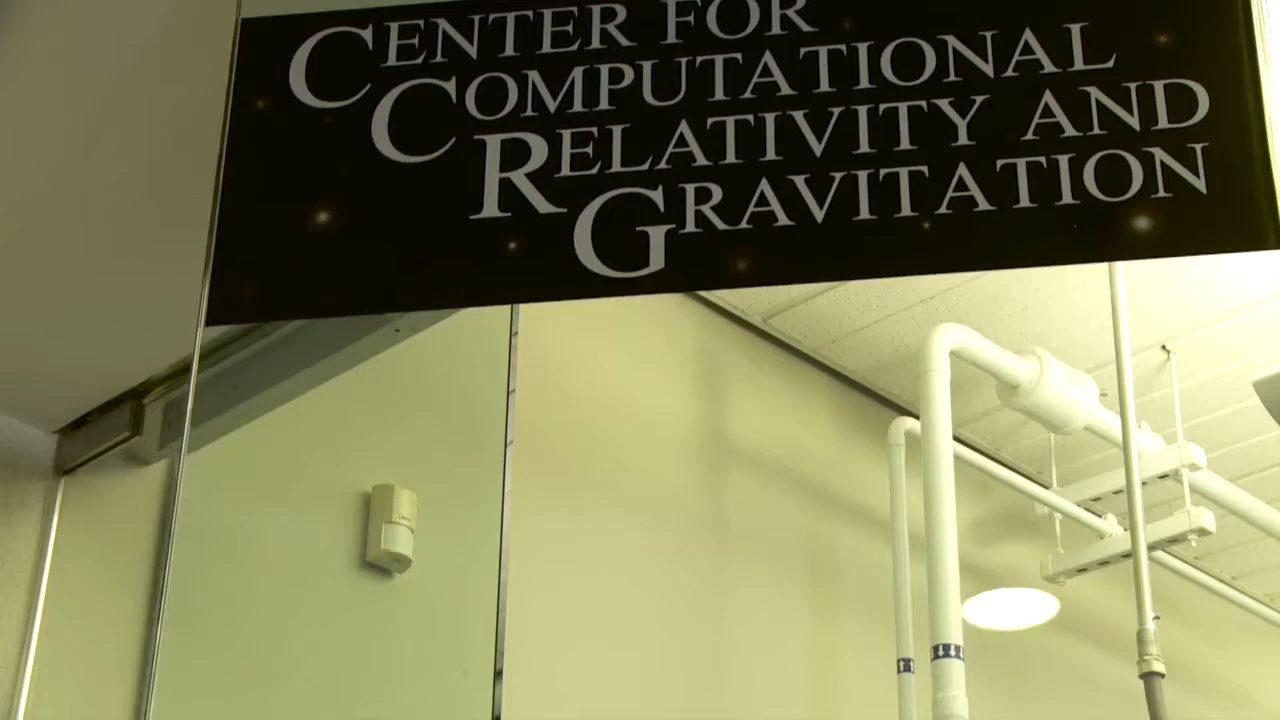 CENTER FOR
COMPUTATIONAL
RELATIVITY AND
GRAVITATION